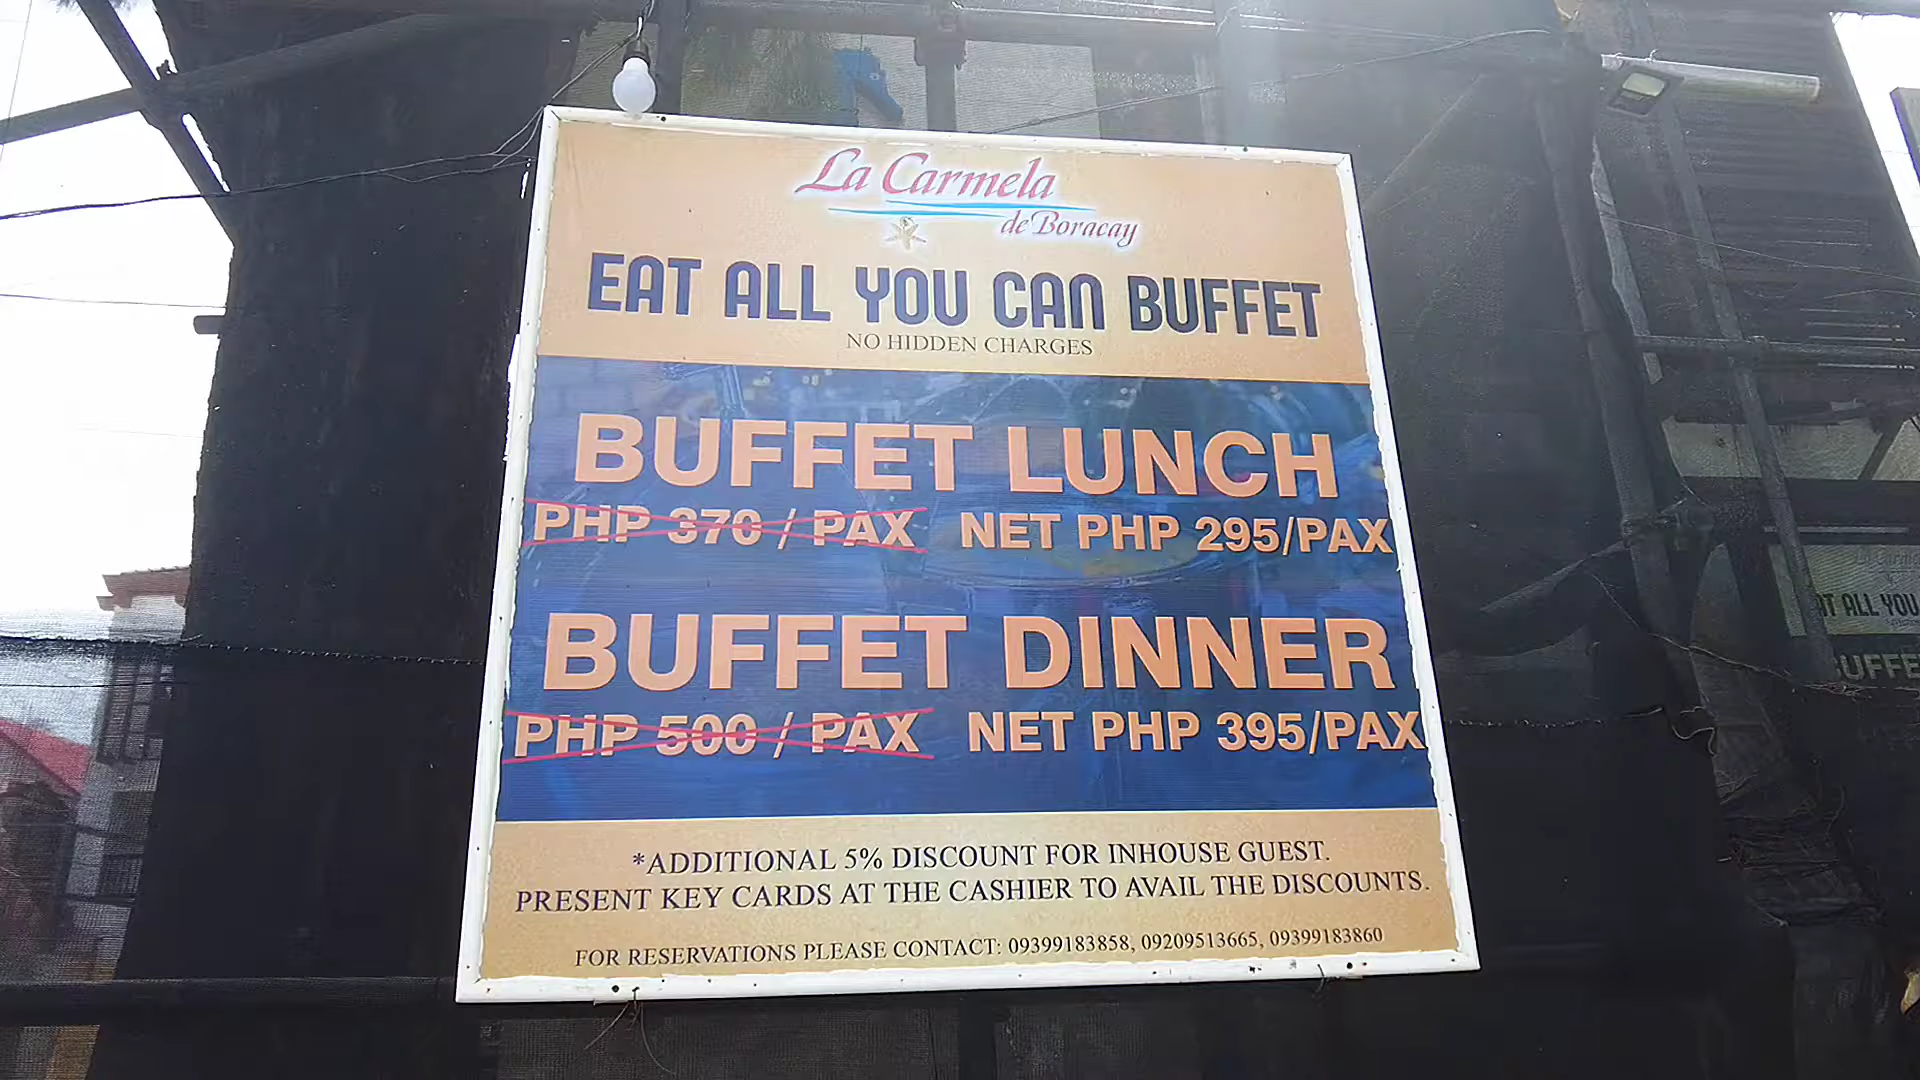 La Carmela
de Boracay
EAT ALL YOU CAN BUFFET
NO HIDDEN CHARGES
BUFFET LUNCH
PHP 370 / PAX NET PHP 295/PAX
BUFFET DINNER
PHP 500 / PAX NET PHP 395/PAX
*ADDITIONAL 5% DISCOUNT FOR INHOUSE GUEST.
PRESENT KEY CARDS AT THE CASHIER TO AVAIL THE DISCOUNTS.
FOR RESERVATIONS PLEASE CONTACT: 09399183858, 09209513665, 09399183860
ALL YOU